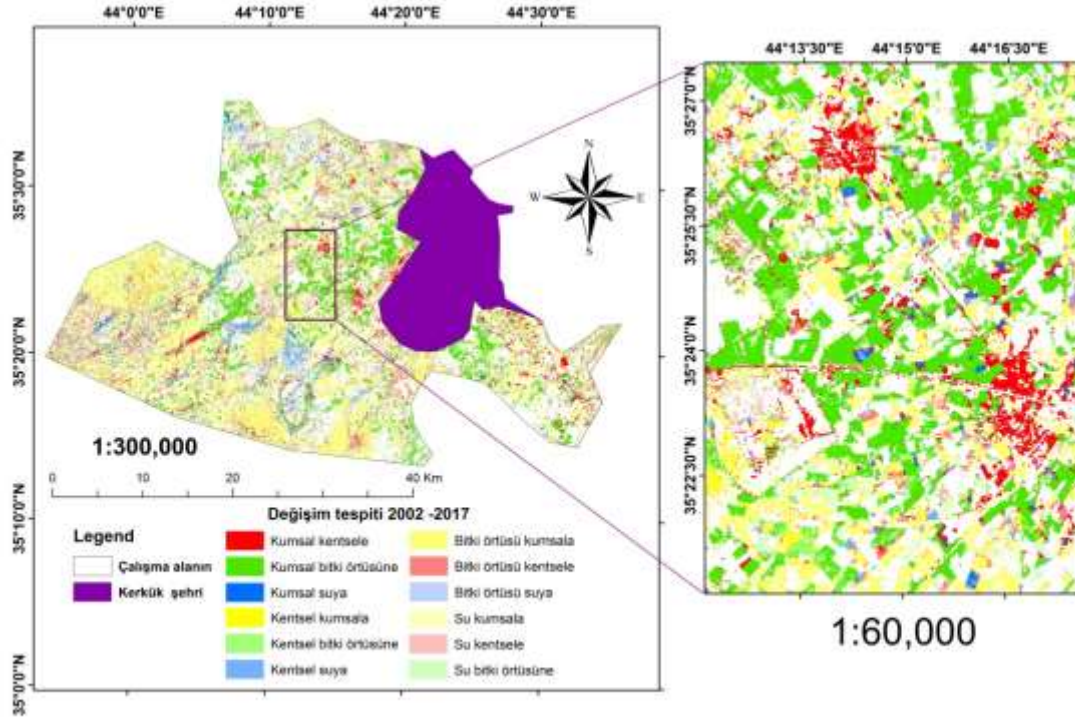 44°0'0"E 44°10'0"E 44°20'0"E 44°30'0"E
44°13'30"E 44°15'0"E 44°16'30"E
35°30'0"N
35°20'0"N
35°10'0"N
35°0'0"N
35°27'0"N
35°25'30"N
35°24'0"N
35°22'30"N
N
W E
S
1:300,000
0 10 20 30 40 Km
Değişim tespiti 2002 -2017
Legend
Çalışma alanın
Kerkük şehri
Kumsal kentsele
Kumsal bitki örtüsüne
Kumsal suya
Kentsel kumsala
Kentsel bitki örtüsüne
Kentsel suya
Bitki örtüsü kumsala
Bitki örtüsü kentsele
Bitki örtüsü suya
Su kumsala
Su kentsele
Su bitki örtüsüne
1:60,000